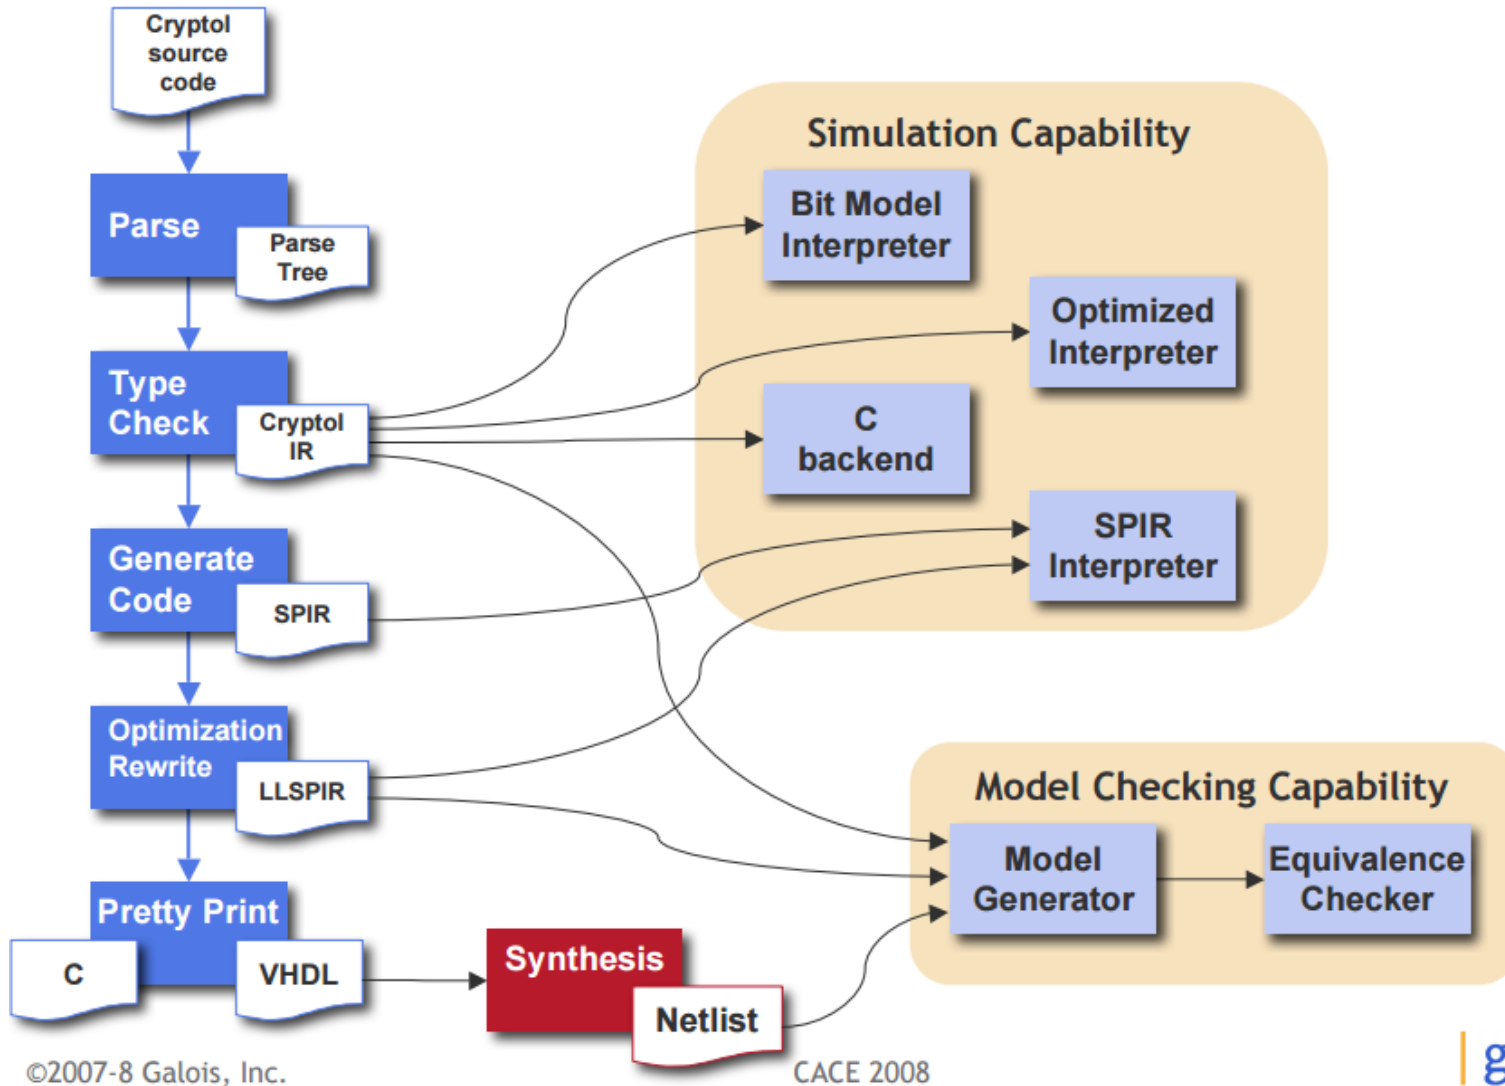 Cryptol
source
code
Simulation Capability
Parse
Parse
Tree
Bit Model
Interpreter
Optimized
Interpreter
Type
Check
Cryptol
IR
C
backend
Generate
Code
SPIR
SPIR
Interpreter
Optimization
Rewrite
LLSPIR
Model Checking Capability
Model
Generator
Equivalence
Checker
Pretty Print
C
VHDL
Synthesis
Netlist
©2007-8 Galois, Inc.
CACE 2008